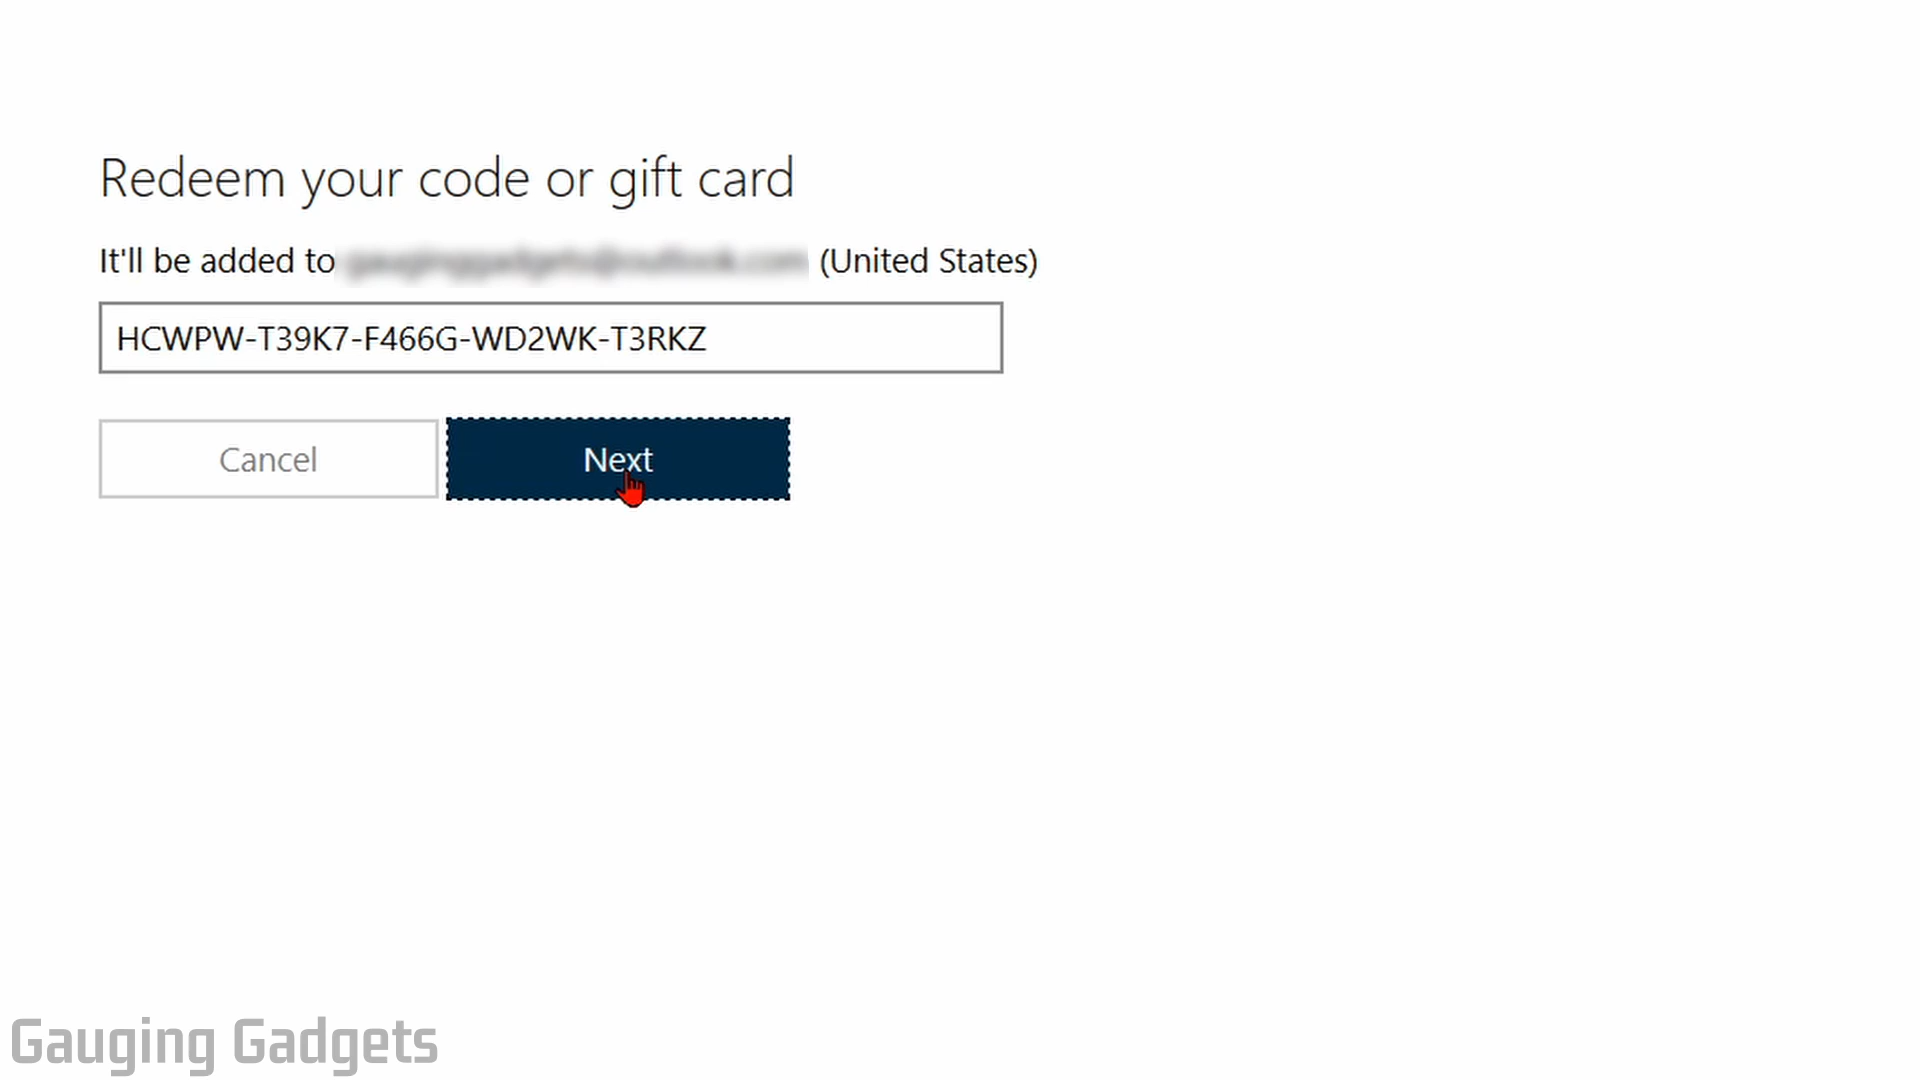 Redeem your code or gift card
It'll be added to (United States)
HCWPW-T39K7-F466G-WD2WK-T3RKZ
Cancel
Next
Gauging Gadgets